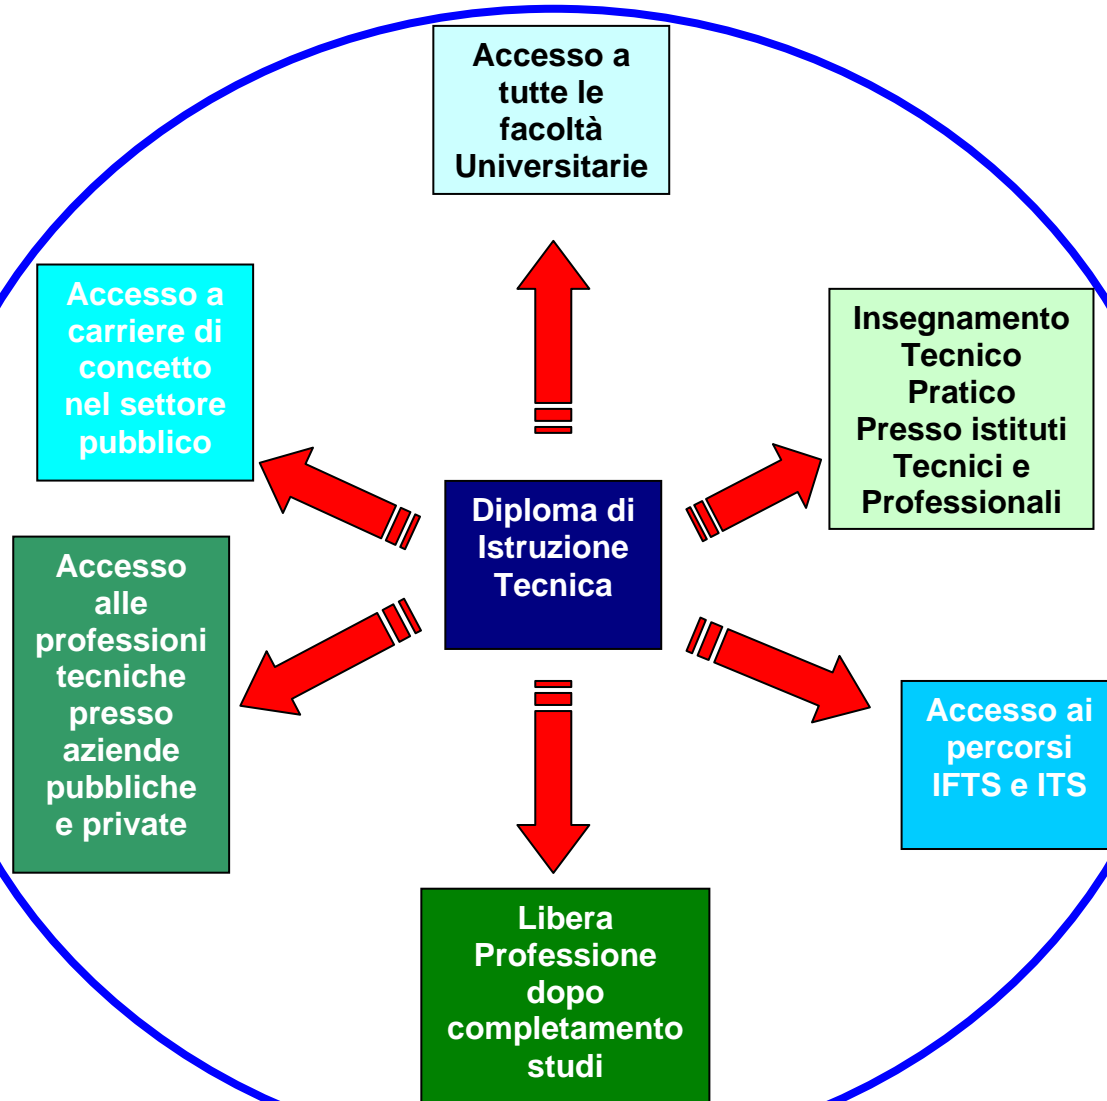 Accesso a
tutte le
facoltà
Universitarie
Accesso a
carriere di
concetto
nel settore
pubblico
Insegnamento
Tecnico
Pratico
Presso istituti
Tecnici e
Professionali
Diploma di
Istruzione
Tecnica
Accesso
alle
professioni
tecniche
presso
aziende
pubbliche
e private
Accesso ai
percorsi
IFTS e ITS
Libera
Professione
dopo
completamento
studi